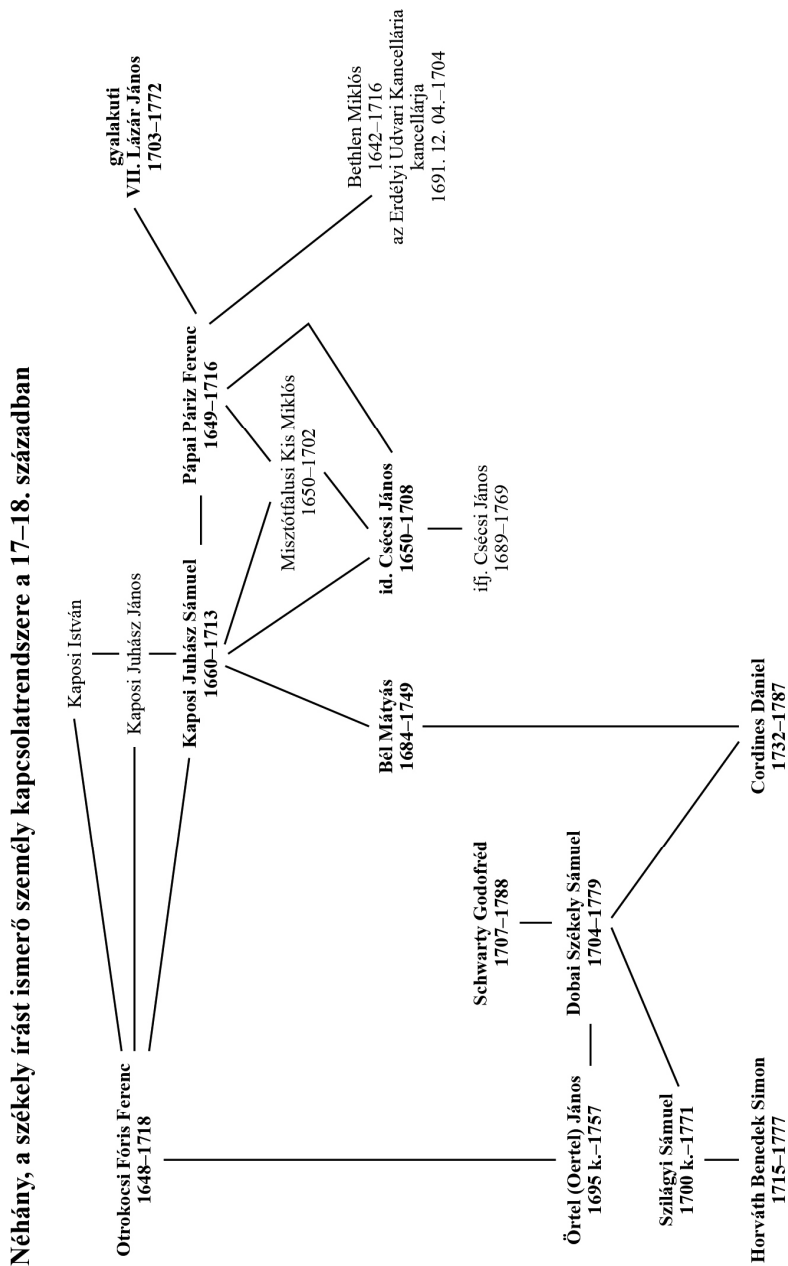 Néhány, a székely írást ismerő személy kapcsolatrendszere a 17–18. században
Otrokocsi Fóris Ferenc
1648–1718
Kaposi István
Kaposi Juhász János
Kaposi Juhász Sámuel
1660–1713
Pápai Páriz Ferenc
1649–1716
gyalakuti
VII. Lázár János
1703–1772
Misztótfalusi Kis Miklós
1650–1702
Bethlen Miklós
1642–1716
az Erdélyi Udvari Kancellária
kancellárja
1691. 12. 04.–1704
Bél Mátyás
1684–1749
id. Csécsi János
1650–1708
ifj. Csécsi János
1689–1769
Schwarty Godofréd
1707–1788
Örtel (Oertel) János
1695 k.–1757
Dobai Székely Sámuel
1704–1779
Szilágyi Sámuel
1700 k.–1771
Horváth Benedek Simon
1715–1777
Cordines Dániel
1732–1787